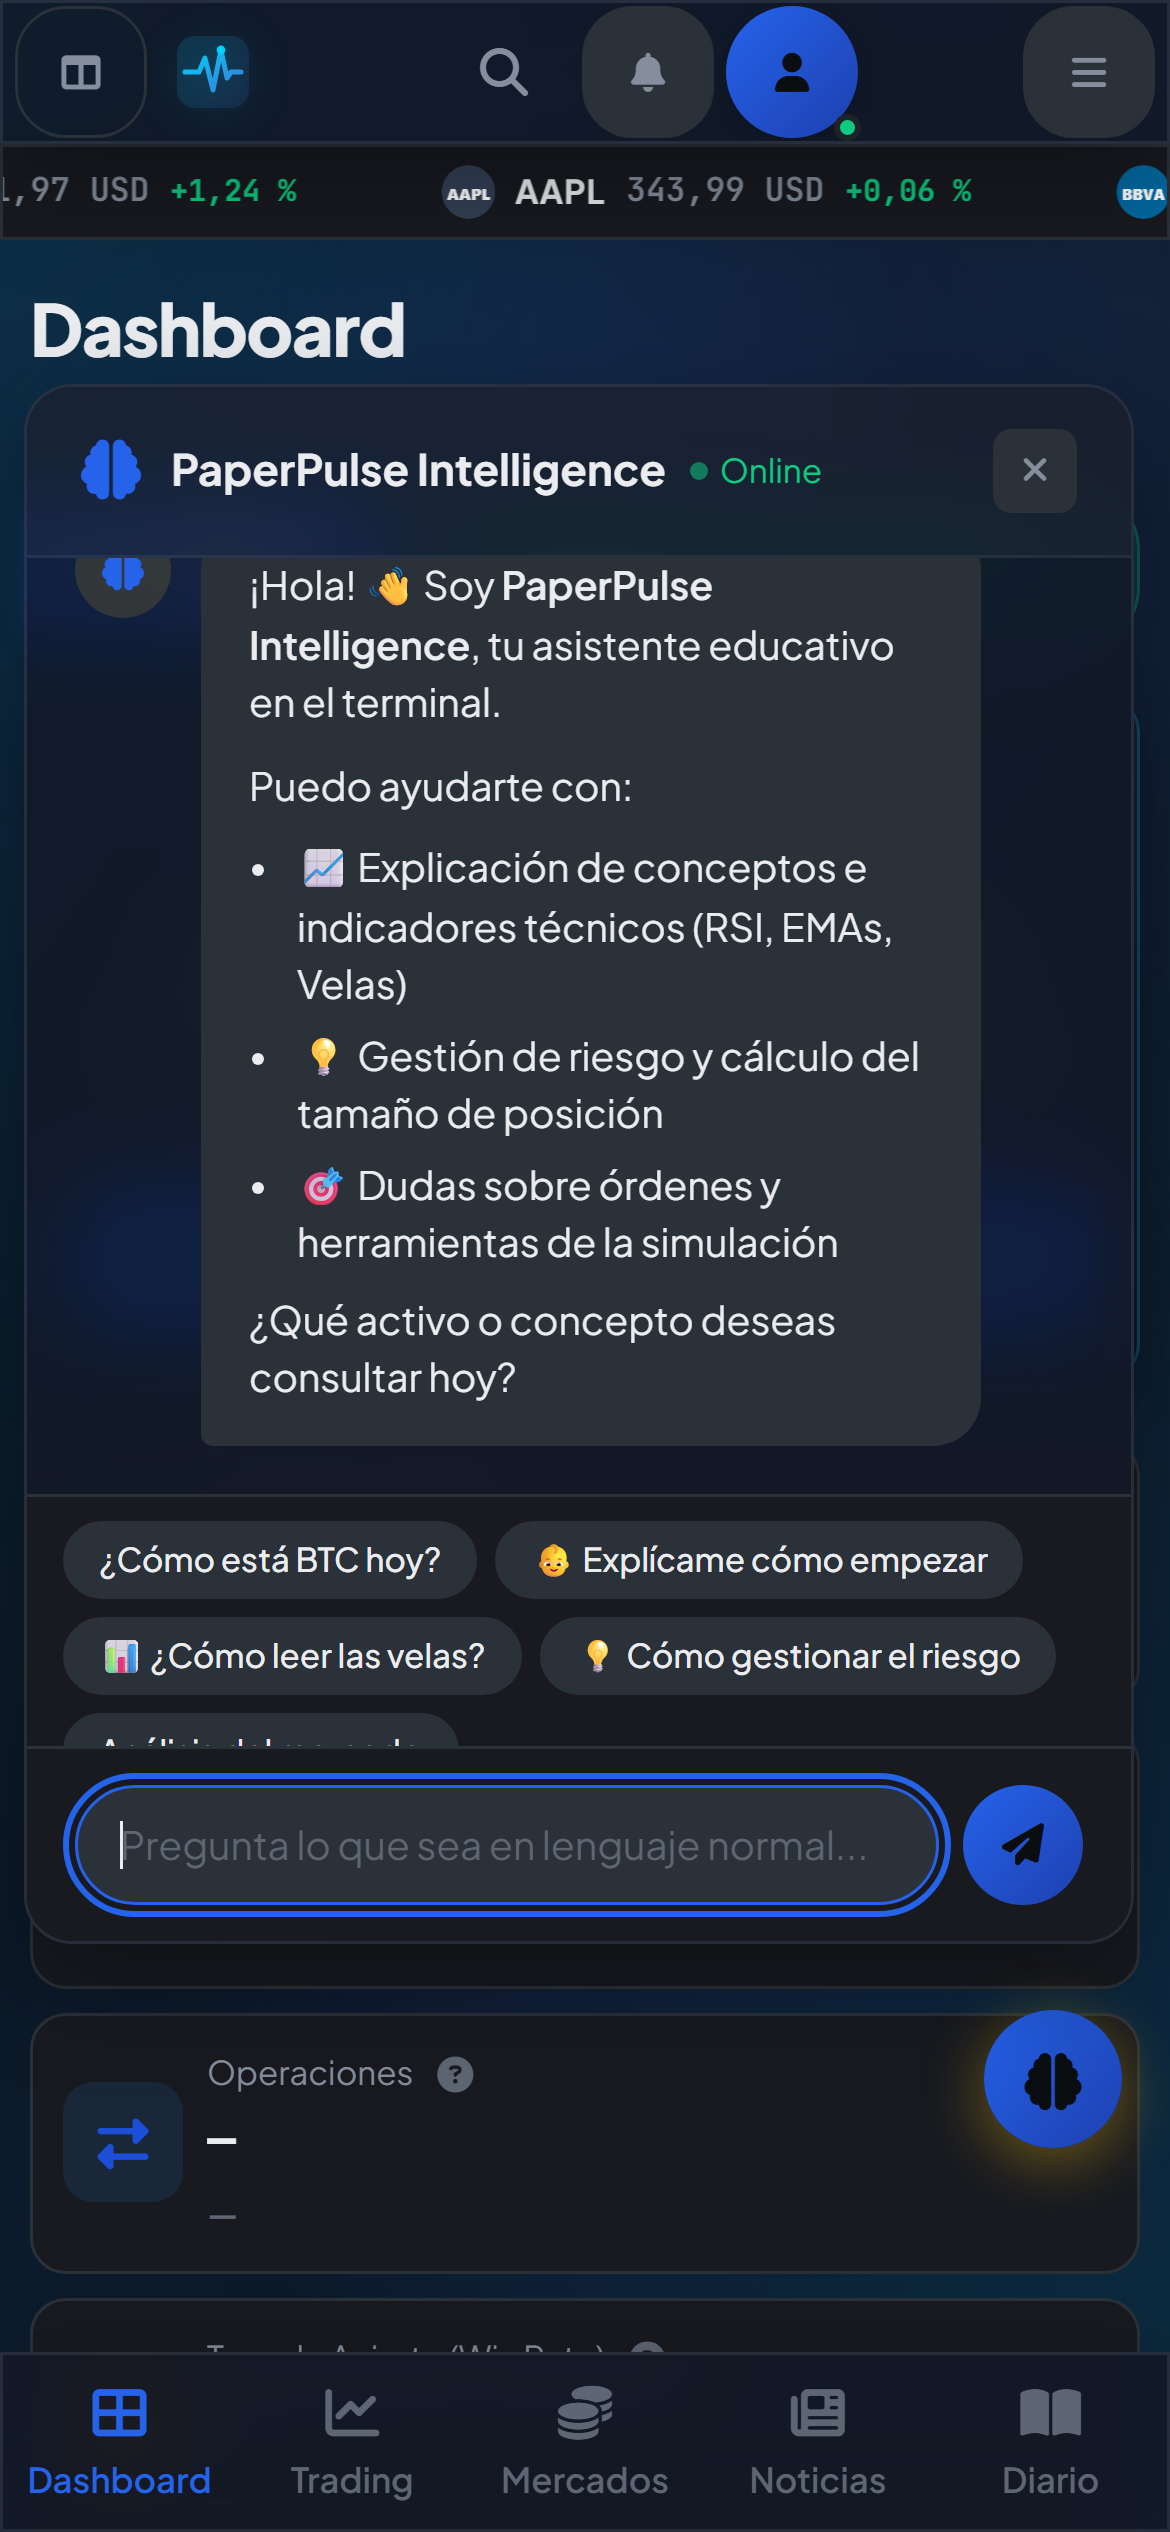 ,97 USD +1,24 %
AAPL AAPL 343,99 USD +0,06 %
BBVA
Dashboard
PaperPulse Intelligence Online
¡Hola! 👋 Soy PaperPulse
Intelligence, tu asistente educativo
en el terminal.
Puedo ayudarte con:
• 📈 Explicación de conceptos e
indicadores técnicos (RSI, EMAs,
Velas)
• 💡 Gestión de riesgo y cálculo del
tamaño de posición
• 🎯 Dudas sobre órdenes y
herramientas de la simulación
¿Qué activo o concepto deseas
consultar hoy?
¿Cómo está BTC hoy?
👶 Explícame cómo empezar
📊 ¿Cómo leer las velas?
💡 Cómo gestionar el riesgo
Pregunta lo que sea en lenguaje normal...
Operaciones ?
—
—
Dashboard
Trading
Mercados
Noticias
Diario